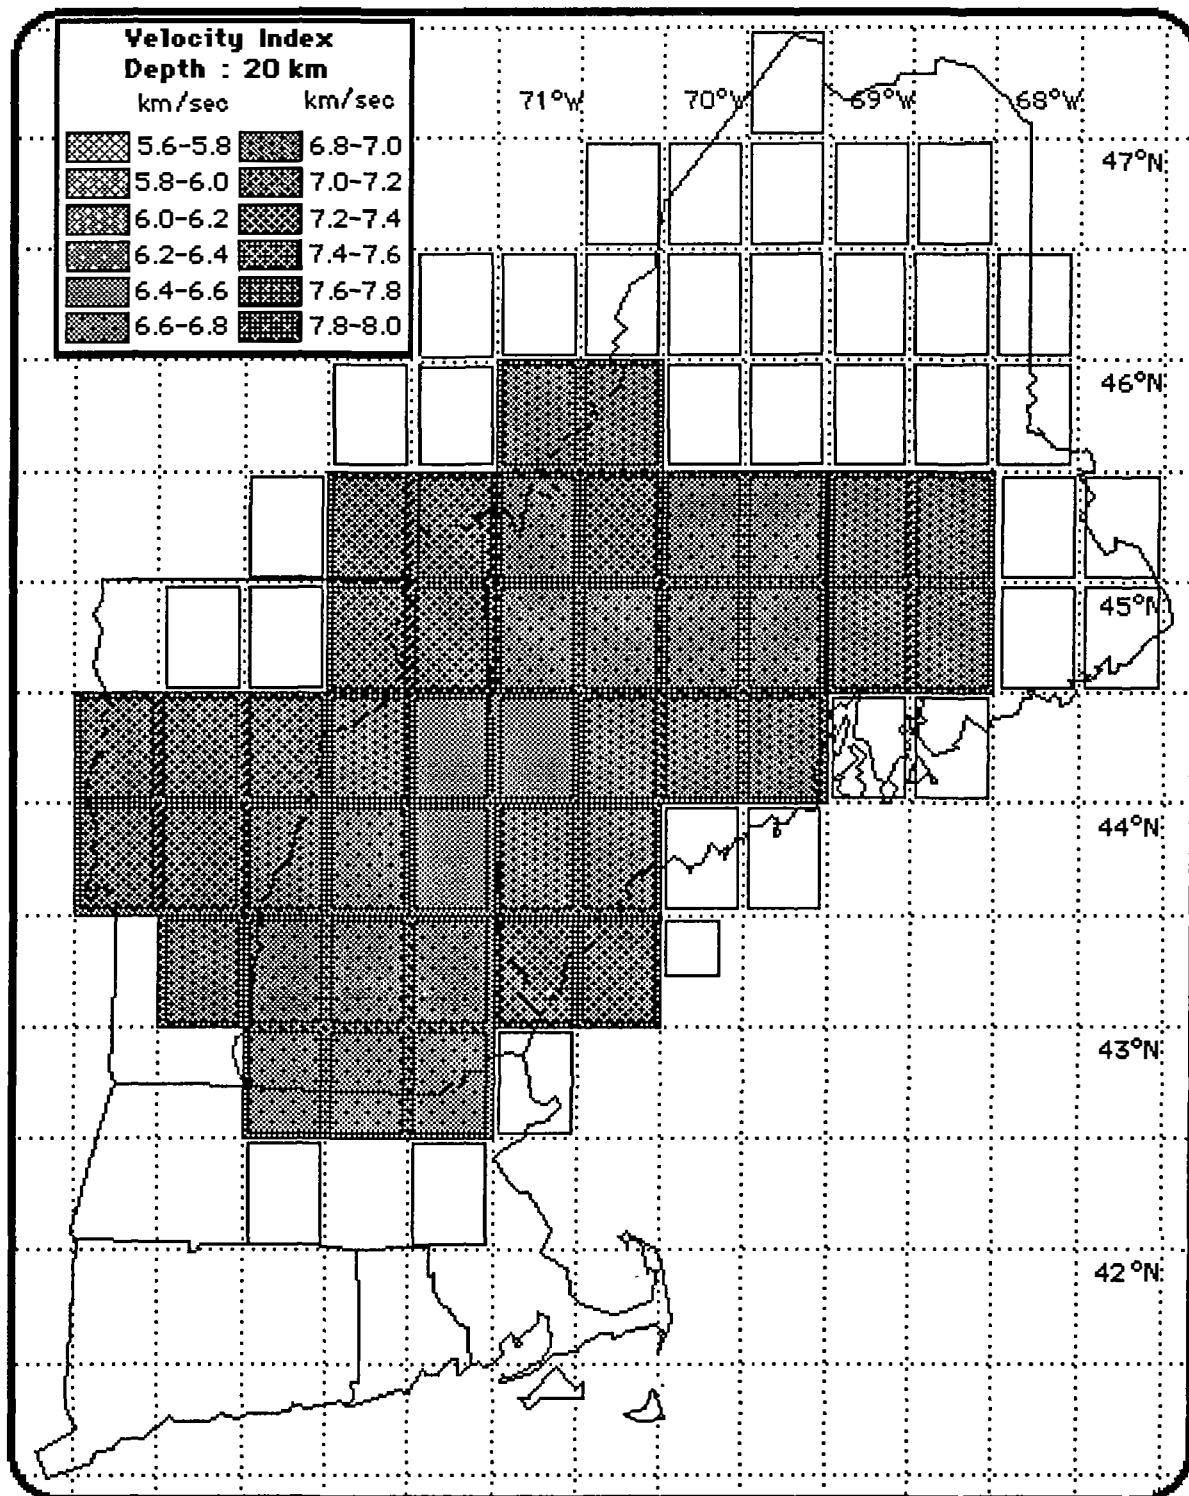 Velocity Index
Depth : 20 km
km/sec km/sec
5.6-5.8 6.8-7.0
5.8-6.0 7.0-7.2
6.0-6.2 7.2-7.4
6.2-6.4 7.4-7.6
6.4-6.6 7.6-7.8
6.6-6.8 7.8-8.0
71°W 70°W 69°W 68°W
47°N
46°N
45°N
44°N
43°N
42°N